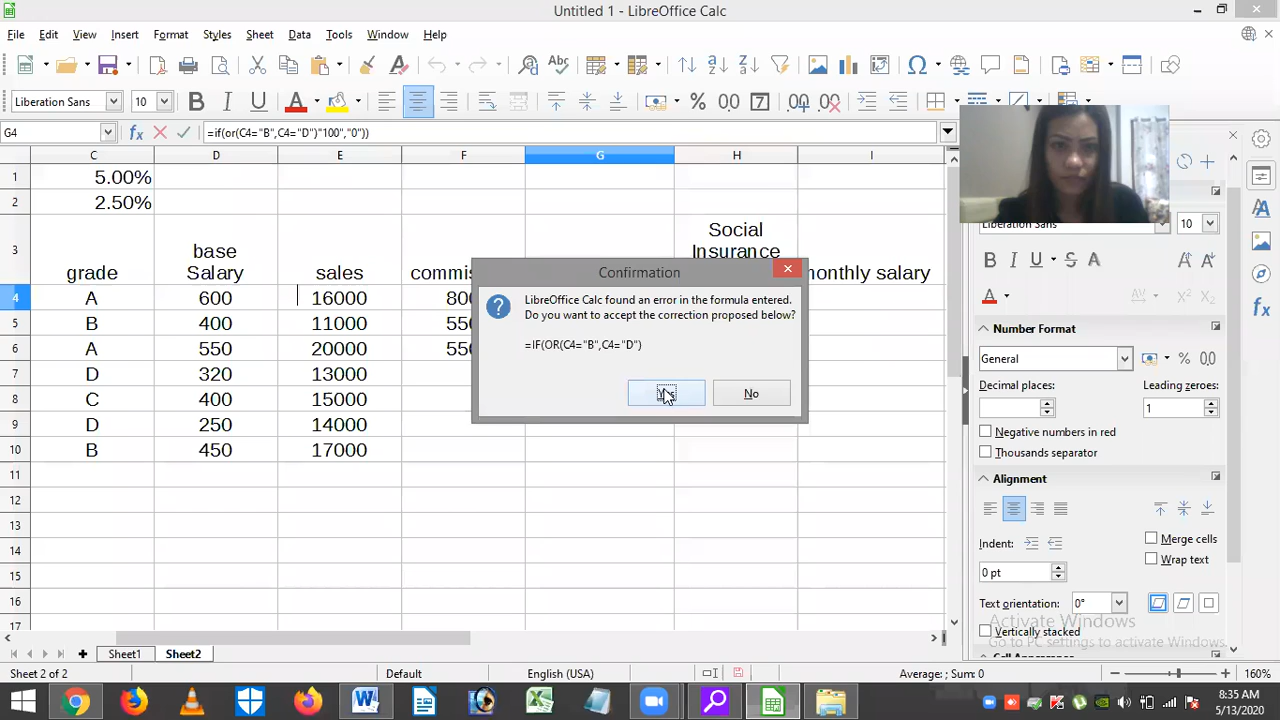 Untitled 1 - LibreOffice Calc
File Edit View Insert Format Styles Sheet Data Tools Window Help
Liberation Sans 13
G4 =if(or(C4="B",C4="D")"100","0"))
C D E F G H I
1 5.00%
2 2.50%
3 grade base Salary sales commis Social Insurance monthly salary
4 A 600 16000 800
5 B 400 11000 550
6 A 550 20000 550
7 D 320 13000
8 C 400 15000
9 D 250 14000
10 B 450 17000
11
12
13
14
15
16
17
Confirmation
LibreOffice Calc found an error in the formula entered.
Do you want to accept the correction proposed below?
=IF(OR(C4="B",C4="D")
Yes No
Liberation Sans 10
Number Format
General
Decimal places: Leading zeroes:
1
Negative numbers in red
Thousands separator
Alignment
Merge cells
Indent:
Wrap text
0 pt
Text orientation: 0°
Vertically stacked
Activate Windows
Go to PC settings to activate Windows.
Sheet1 Sheet2
Sheet 2 of 2 Default English (USA) Average: ; Sum: 0 160%
8:35 AM
5/13/2020